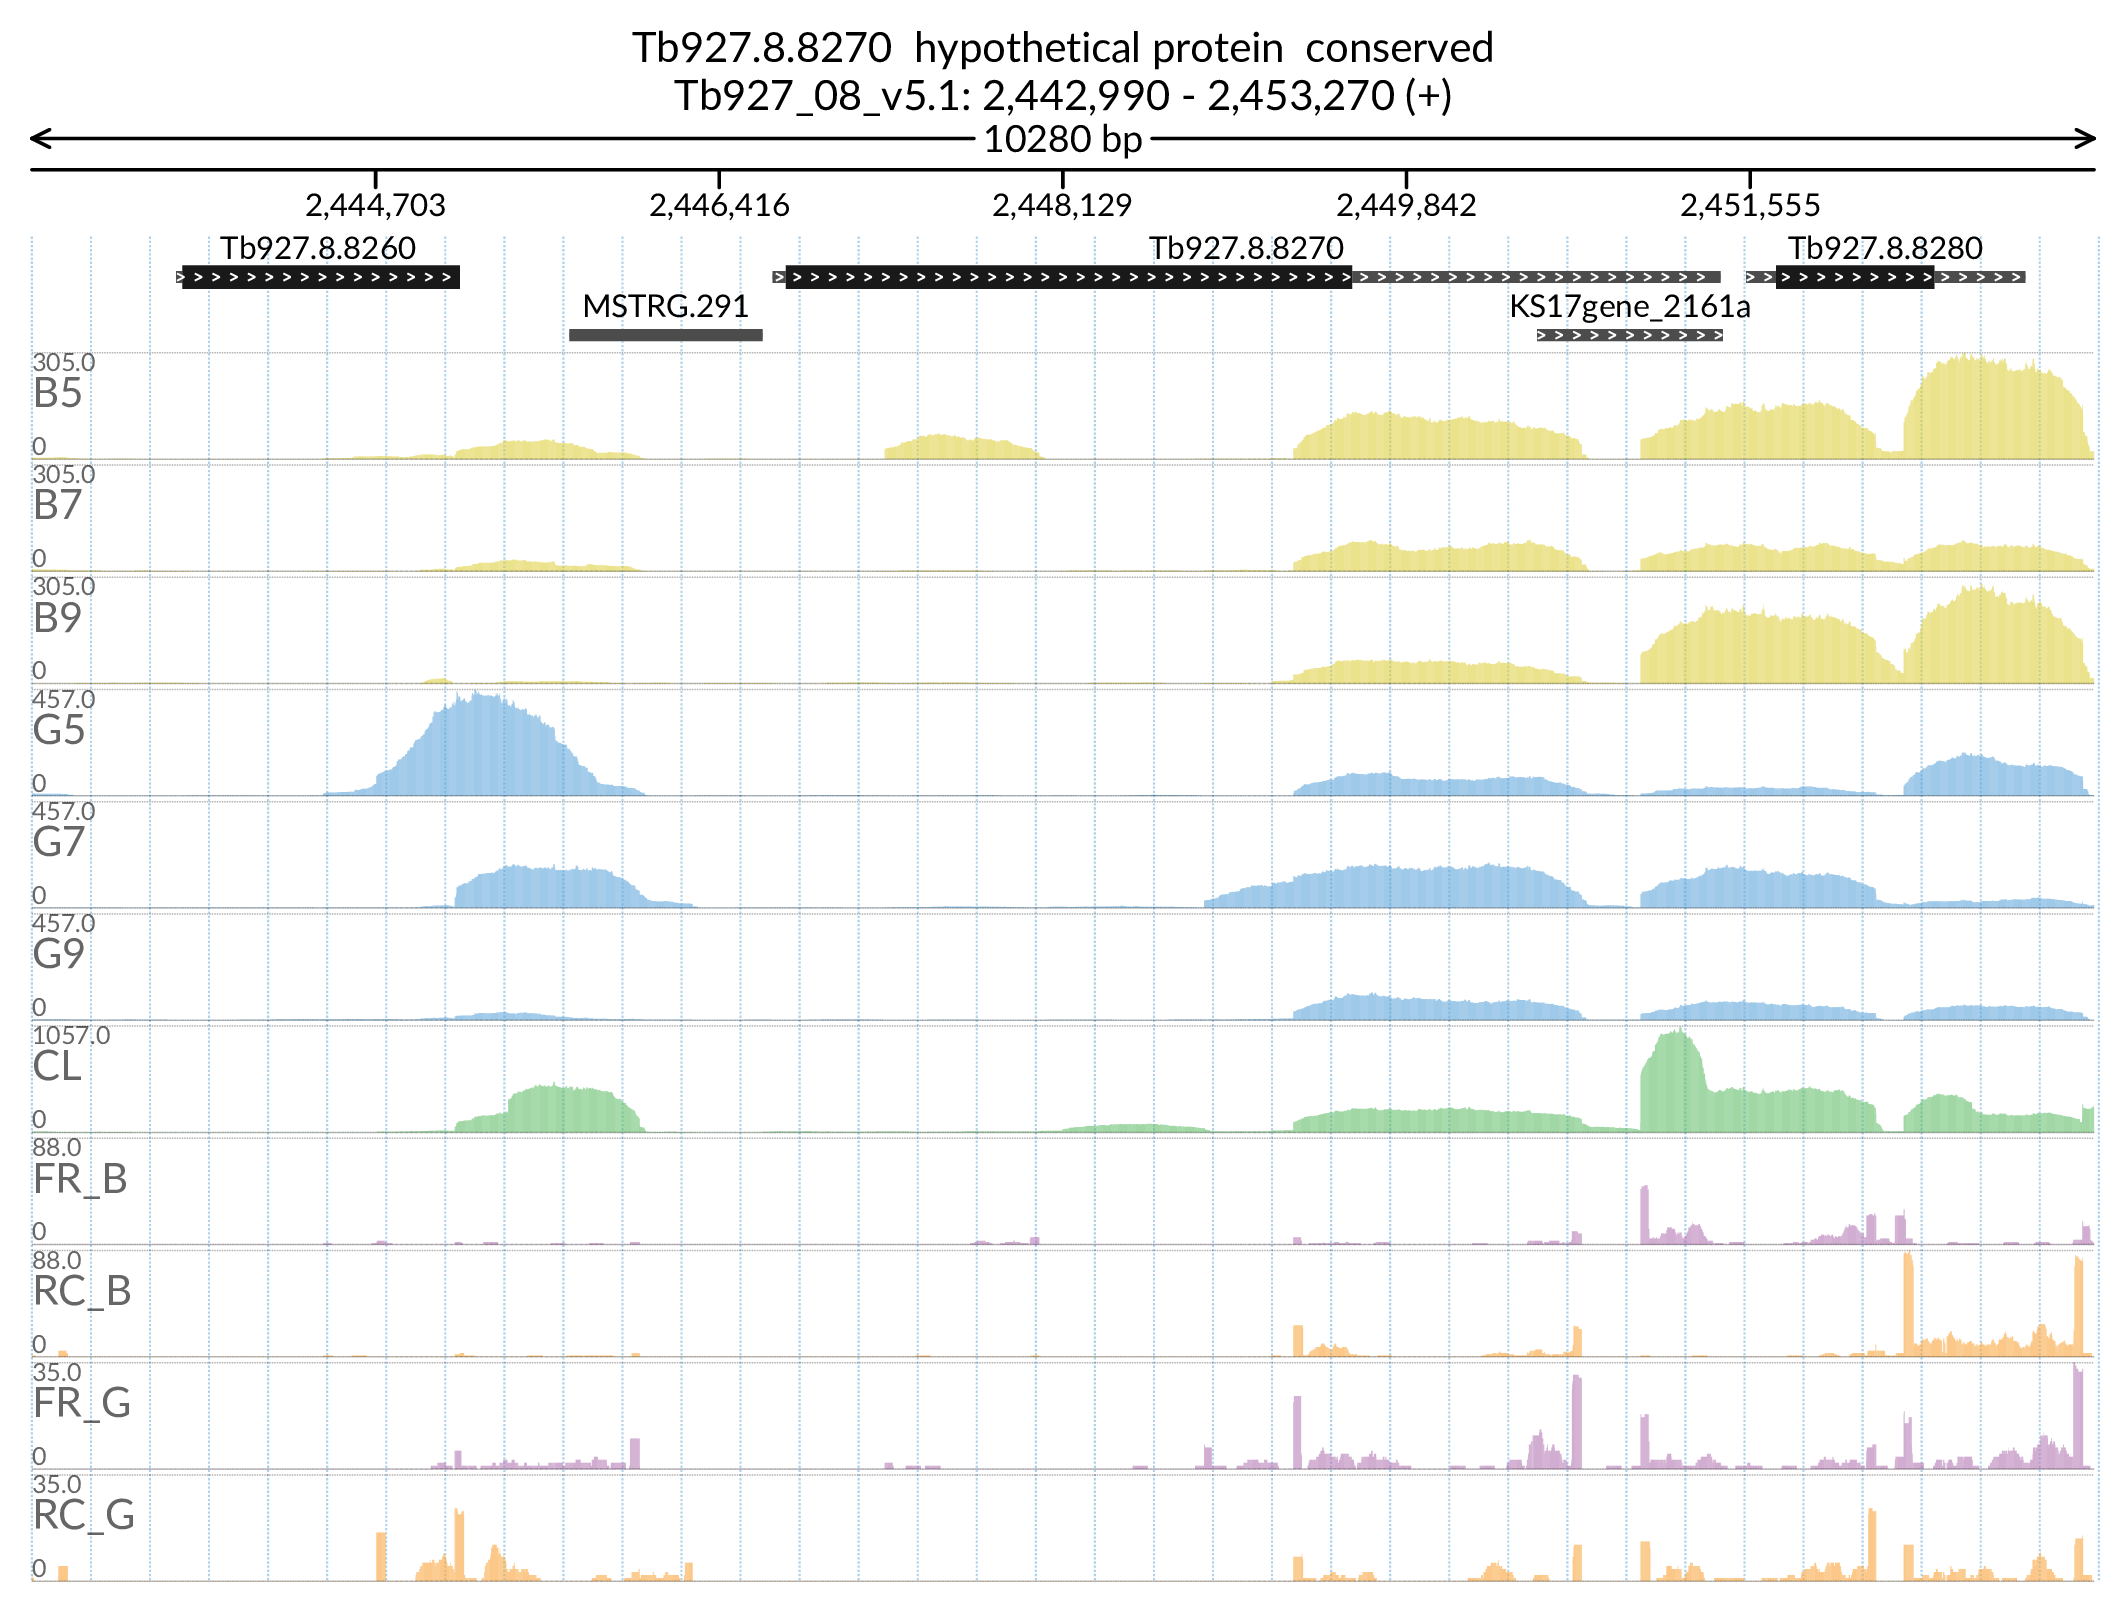 Tb927.8.8270  hypothetical protein  conserved
Tb927_08_v5.1: 2,442,990 - 2,453,270 (+)
10280 bp
2,444,703 2,446,416 2,448,129 2,449,842 2,451,555
Tb927.8.8260 Tb927.8.8270 Tb927.8.8280
MSTRG.291 KS17gene_2161a
305.0
B5
0
305.0
B7
0
305.0
B9
0
457.0
G5
0
457.0
G7
0
457.0
G9
0
1057.0
CL
0
88.0
FR_B
0
88.0
RC_B
0
35.0
FR_G
0
35.0
RC_G
0